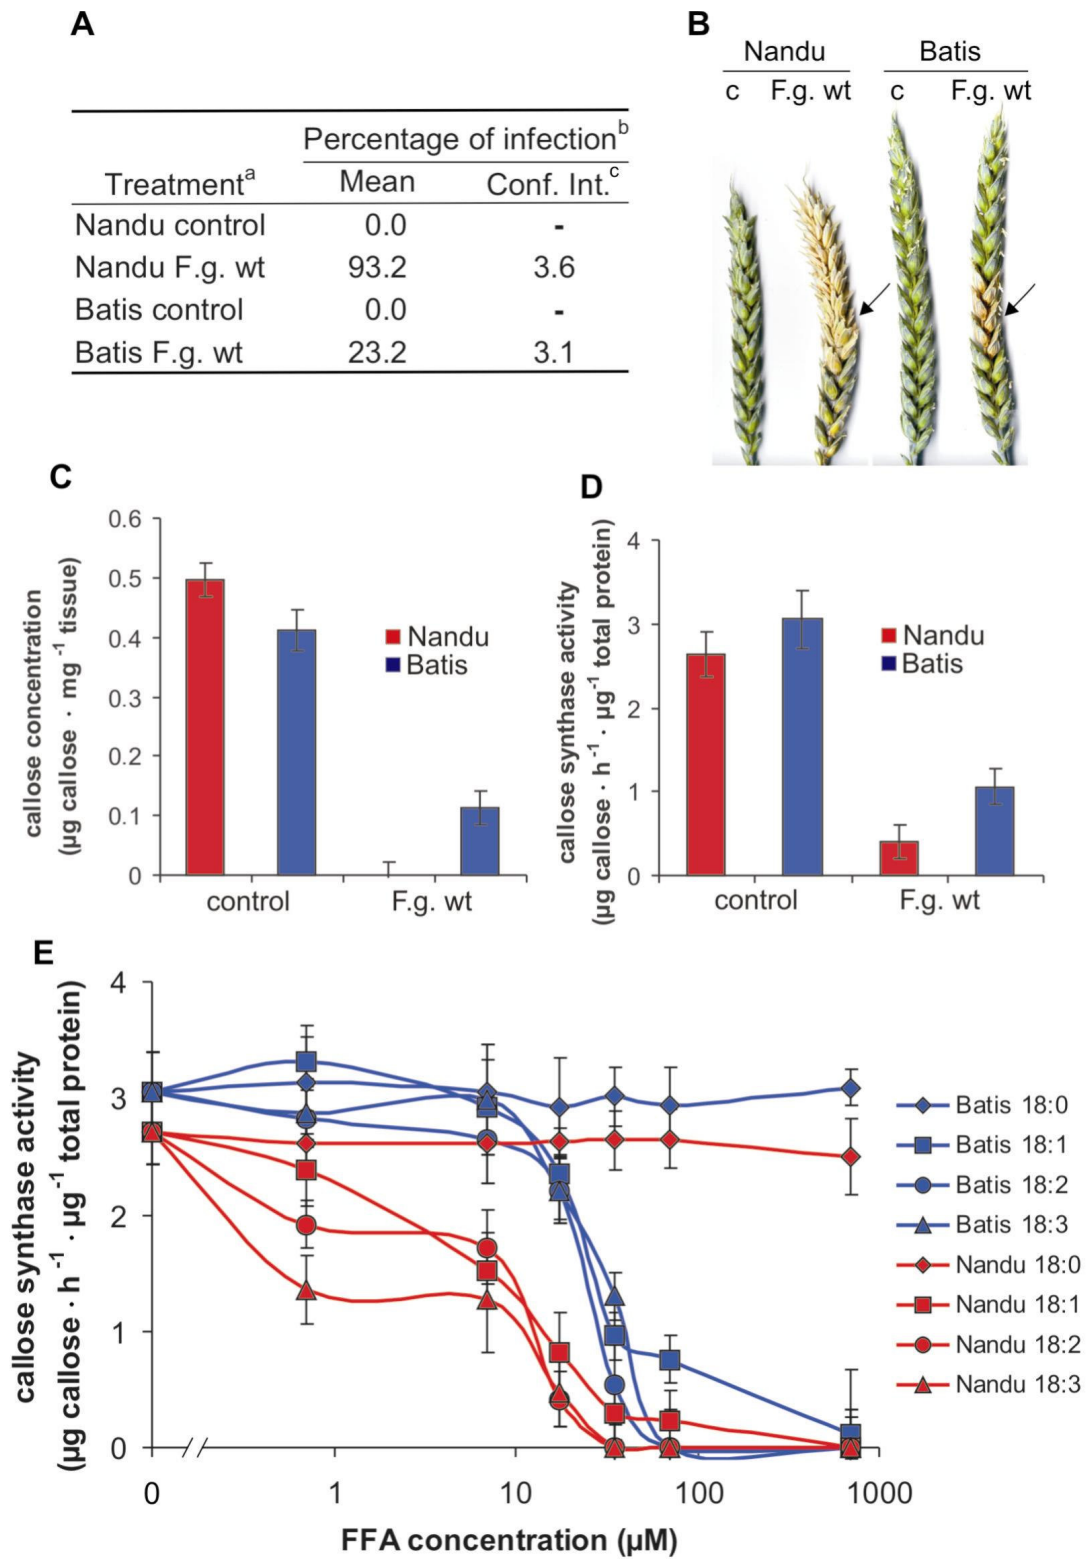 A
Percentage of infection^b
Treatment^a Mean Conf. Int.^c
Nandu control 0.0 -
Nandu F.g. wt 93.2 3.6
Batis control 0.0 -
Batis F.g. wt 23.2 3.1
B
Nandu Batis
c F.g. wt c F.g. wt
C
callose concentration
(µg callose · mg⁻¹ tissue)
0.6
0.5
0.4
0.3
0.2
0.1
0
Nandu
Batis
control F.g. wt
D
callose synthase activity
(µg callose · h⁻¹ · µg⁻¹ total protein)
4
3
2
1
0
Nandu
Batis
control F.g. wt
E
callose synthase activity
(µg callose · h⁻¹ · µg⁻¹ total protein)
4
3
2
1
0
0 1 10 100 1000
FFA concentration (µM)
Batis 18:0
Batis 18:1
Batis 18:2
Batis 18:3
Nandu 18:0
Nandu 18:1
Nandu 18:2
Nandu 18:3